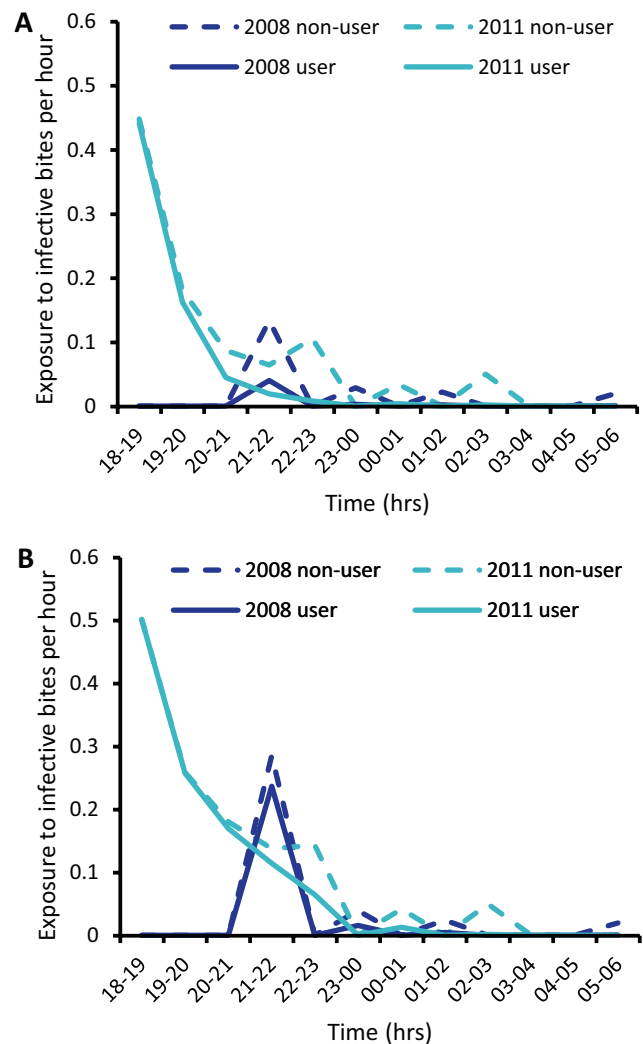 A
0.6
0.5
0.4
0.3
0.2
0.1
0
Exposure to infective bites per hour
2008 non-user
2011 non-user
2008 user
2011 user
18-19
19-20
20-21
21-22
22-23
23-00
00-01
01-02
02-03
03-04
04-05
05-06
Time (hrs)
B
0.6
0.5
0.4
0.3
0.2
0.1
0
Exposure to infective bites per hour
2008 non-user
2011 non-user
2008 user
2011 user
18-19
19-20
20-21
21-22
22-23
23-00
00-01
01-02
02-03
03-04
04-05
05-06
Time (hrs)